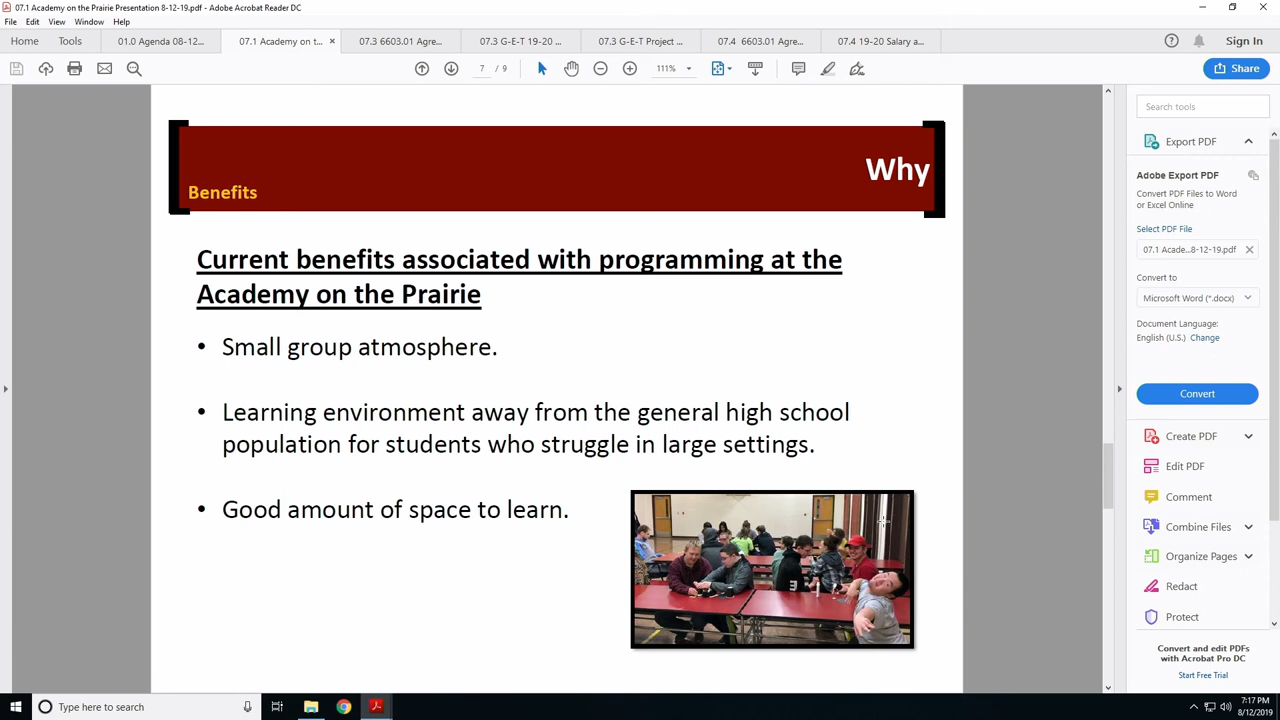 07.1 Academy on the Prairie Presentation 8-12-19.pdf - Adobe Acrobat Reader DC
File Edit View Window Help
Home Tools 01.0 Agenda 08-12... 07.1 Academy on t... × 07.3 6603.01 Agre... 07.3 G-E-T 19-20 ... 07.3 G-E-T Project ... 07.4 6603.01 Agre... 07.4 19-20 Salary a... Sign In
7 / 9 111% Share
Search tools
Why
Benefits
Current benefits associated with programming at the
Academy on the Prairie
• Small group atmosphere.
• Learning environment away from the general high school
population for students who struggle in large settings.
• Good amount of space to learn.
Export PDF
Adobe Export PDF
Convert PDF Files to Word
or Excel Online
Select PDF File
07.1 Acade...8-12-19.pdf
Convert to
Microsoft Word (*.docx)
Document Language:
English (U.S.) Change
Convert
Create PDF
Edit PDF
Comment
Combine Files
Organize Pages
Redact
Protect
Convert and edit PDFs
with Acrobat Pro DC
Start Free Trial
Type here to search
7:17 PM
8/12/2019